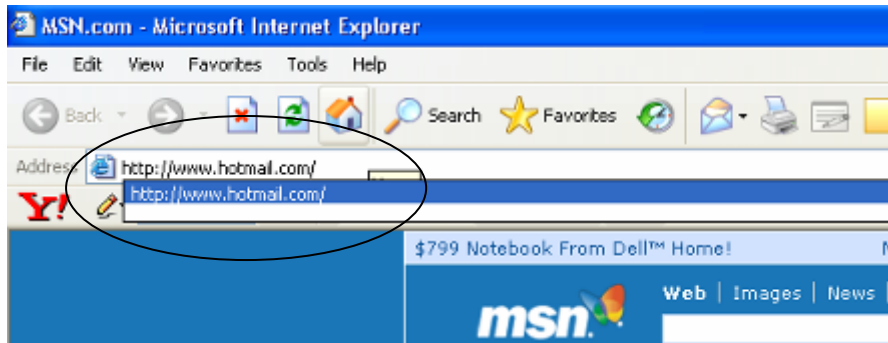 MSN.com - Microsoft Internet Explorer
File Edit View Favorites Tools Help
Back Search Favorites
Address http://www.hotmail.com/
http://www.hotmail.com/
Y!
$799 Notebook From Dell™ Home!
msn. Web | Images | News |